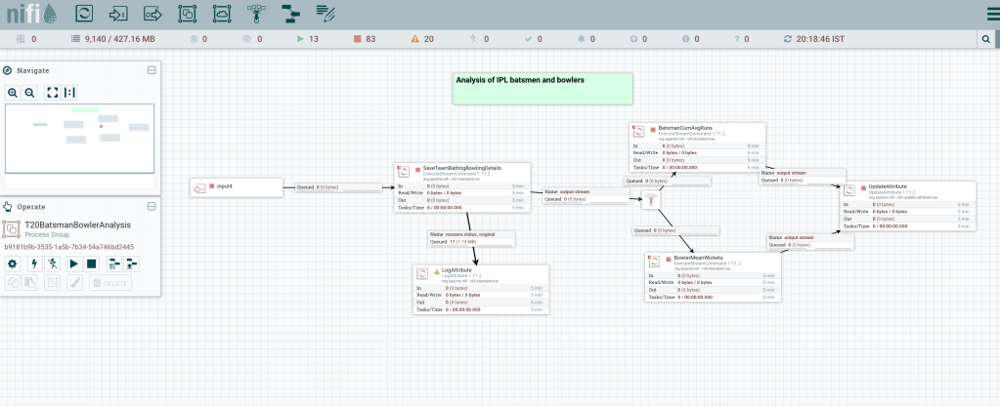 nifi
0
9,140 / 427.16 MB
0
0
13
83
20
0
0
0
0
0
0
20:18:46 IST
Navigate
Operate
T20BatsmanBowlerAnalysis
Process Group
b9181b9b-3535-1a5b-7b34-54a746bd2445
DELETE
Analysis of IPL batsmen and bowlers
input4
Queued 0 (0 bytes)
SaveTeamBattingBowlingDetails
ExecuteStreamCommand 1.11.2
org.apache.nifi - nifi-standard-nar
In 0 (0 bytes) 5 min
Read/Write 0 bytes / 0 bytes 5 min
Out 0 (0 bytes) 5 min
Tasks/Time 0 / 00:00:00.000 5 min
Name nonzero status, original
Queued 17 (1.14 MB)
LogAttribute
LogAttribute 1.11.2
org.apache.nifi - nifi-standard-nar
In 0 (0 bytes) 5 min
Read/Write 0 bytes / 0 bytes 5 min
Out 0 (0 bytes) 5 min
Tasks/Time 0 / 00:00:00.000 5 min
Name output stream
Queued 0 (0 bytes)
Queued 0 (0 bytes)
BatsmanCumAvgRuns
ExecuteStreamCommand 1.11.2
org.apache.nifi - nifi-standard-nar
In 0 (0 bytes) 5 min
Read/Write 0 bytes / 0 bytes 5 min
Out 0 (0 bytes) 5 min
Tasks/Time 0 / 00:00:00.000 5 min
Name output stream
Queued 0 (0 bytes)
Queued 0 (0 bytes)
BowlerMeanWickets
ExecuteStreamCommand 1.11.2
org.apache.nifi - nifi-standard-nar
In 0 (0 bytes) 5 min
Read/Write 0 bytes / 0 bytes 5 min
Out 0 (0 bytes) 5 min
Tasks/Time 0 / 00:00:00.000 5 min
Name output stream
Queued 0 (0 bytes)
UpdateAttribute
UpdateAttribute 1.11.2
org.apache.nifi - nifi-update-attribute-nar
In 0 (0 bytes) 5 min
Read/Write 0 bytes / 0 bytes 5 min
Out 0 (0 bytes) 5 min
Tasks/Time 0 / 00:00:00.000 5 min